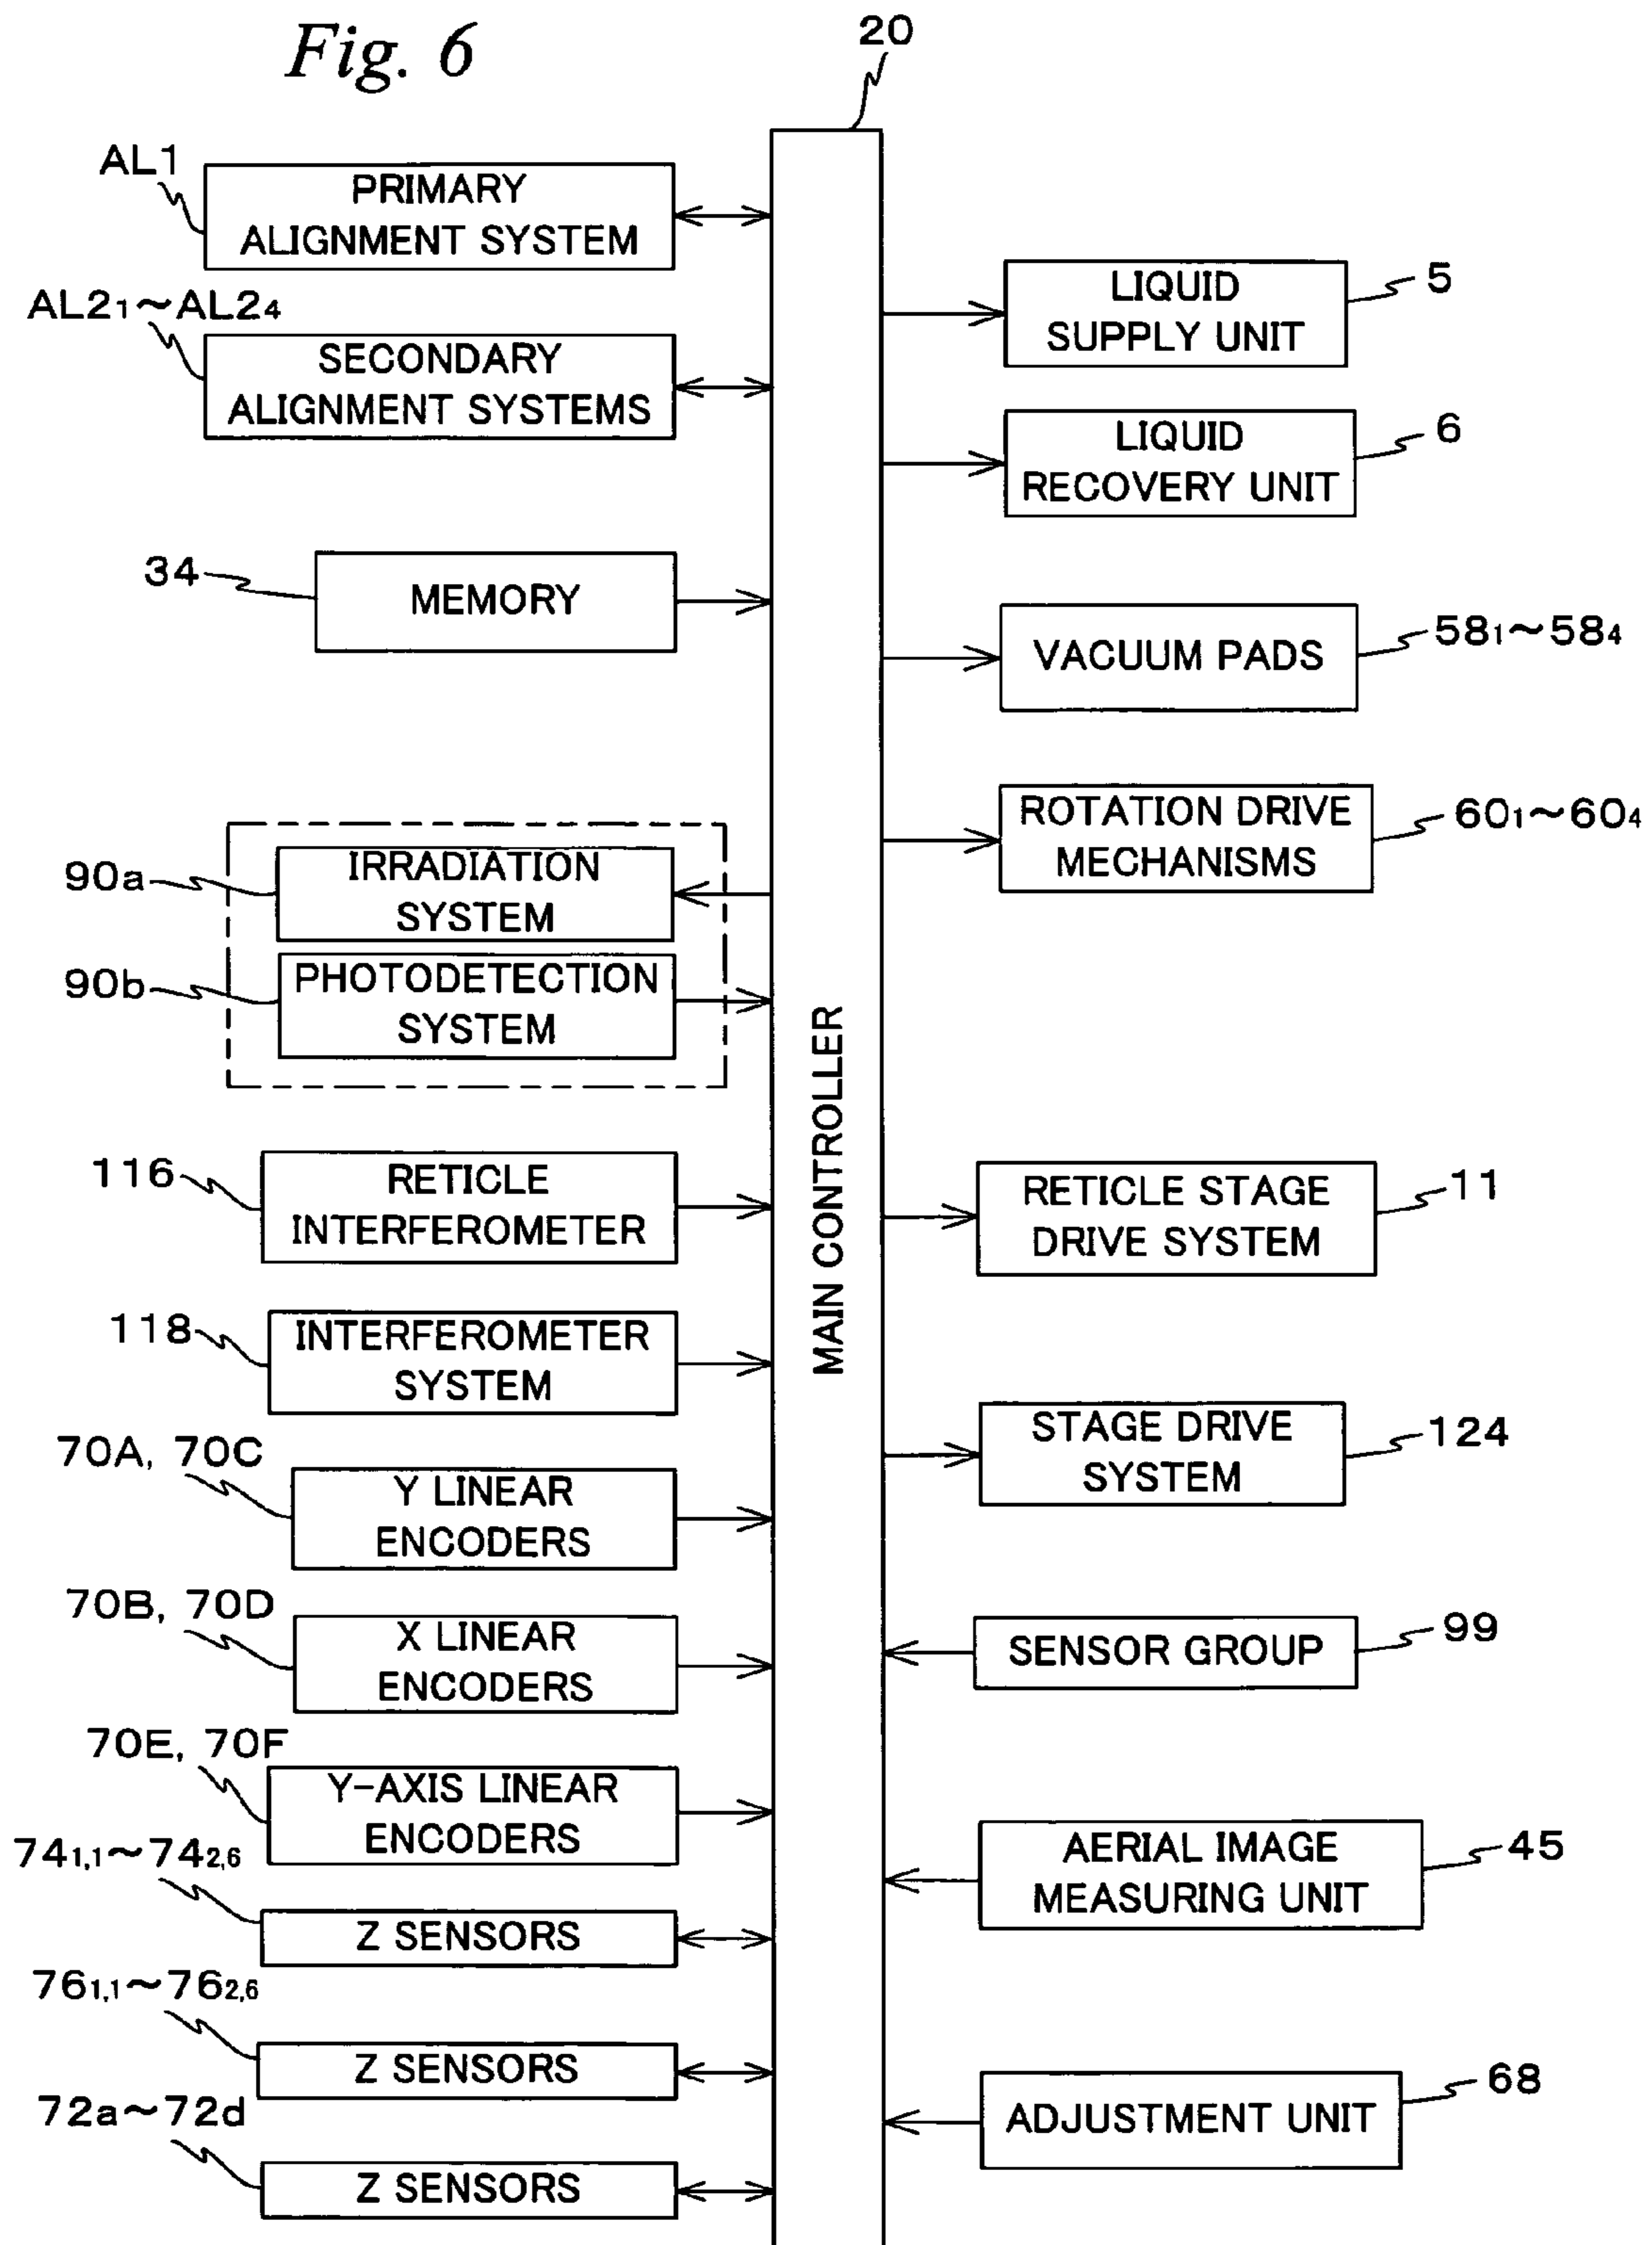 Fig. 6
20
AL1
PRIMARY
ALIGNMENT SYSTEM
AL2₁~AL2₄
SECONDARY
ALIGNMENT SYSTEMS
34
MEMORY
90a
IRRADIATION
SYSTEM
90b
PHOTODETECTION
SYSTEM
116
RETICLE
INTERFEROMETER
118
INTERFEROMETER
SYSTEM
70A, 70C
Y LINEAR
ENCODERS
70B, 70D
X LINEAR
ENCODERS
70E, 70F
Y-AXIS LINEAR
ENCODERS
74₁,₁~74₂,₆
Z SENSORS
76₁,₁~76₂,₆
Z SENSORS
72a~72d
Z SENSORS
MAIN CONTROLLER
LIQUID
SUPPLY UNIT
5
LIQUID
RECOVERY UNIT
6
VACUUM PADS
58₁~58₄
ROTATION DRIVE
MECHANISMS
60₁~60₄
RETICLE STAGE
DRIVE SYSTEM
11
STAGE DRIVE
SYSTEM
124
SENSOR GROUP
99
AERIAL IMAGE
MEASURING UNIT
45
ADJUSTMENT UNIT
68